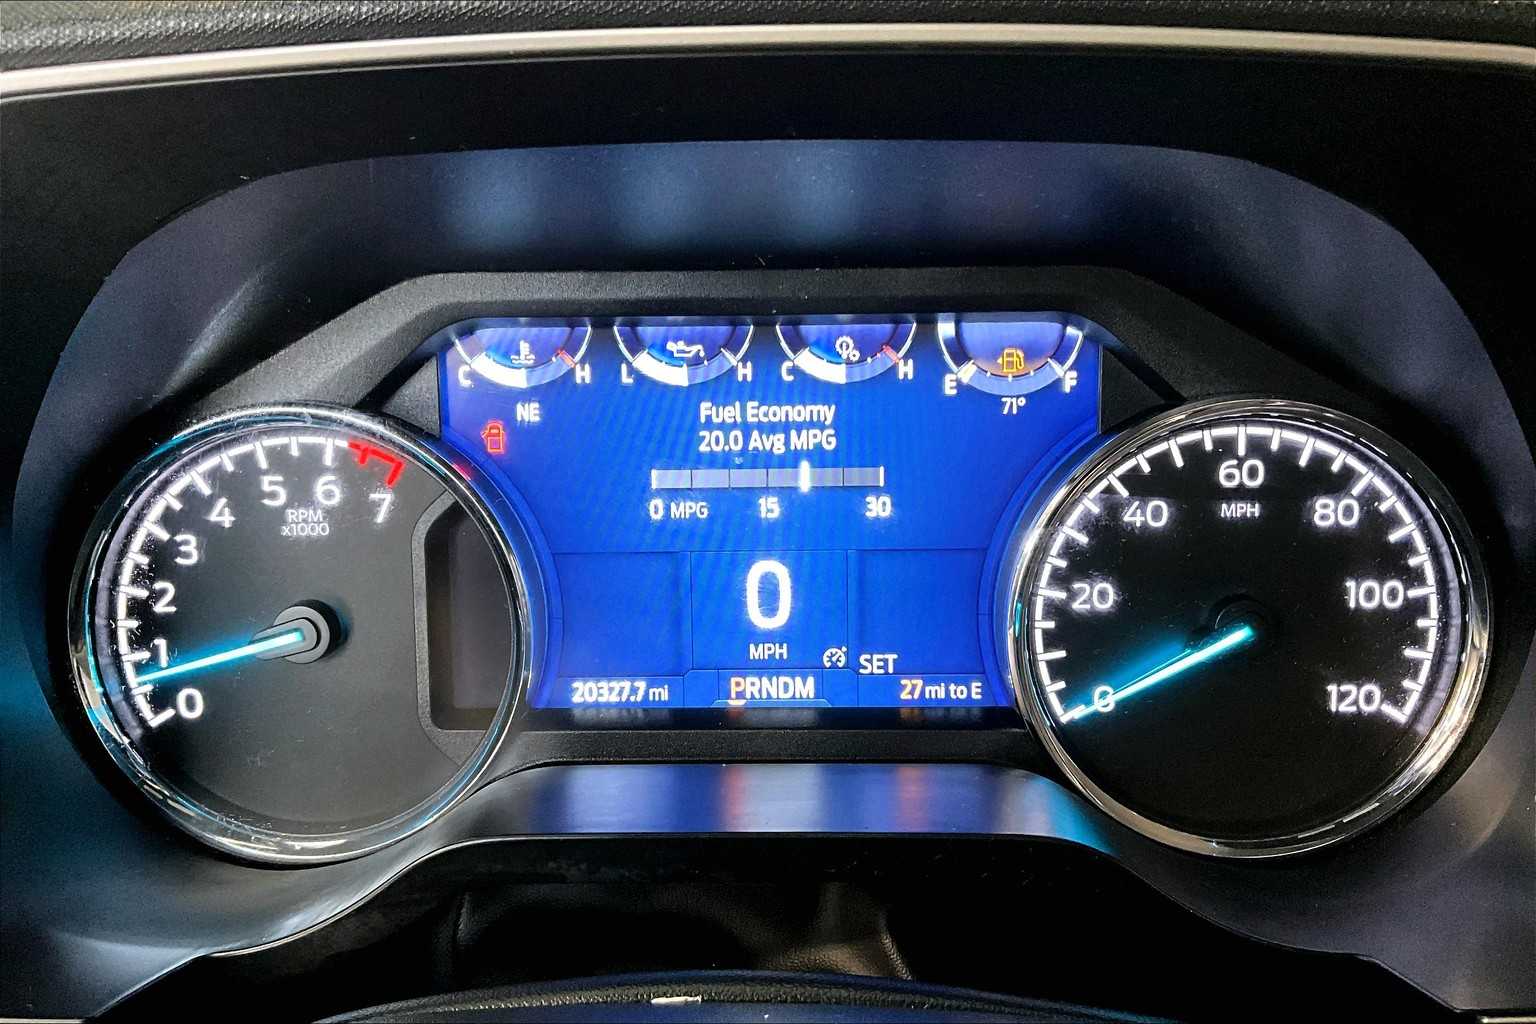 C H L H C H E F
NE
71°
Fuel Economy
20.0 Avg MPG
0 MPG 15 30
0
MPH
SET
20327.7 mi
PRNDM
27 mi to E
0 1 2 3 4 5 6 7
RPM
x1000
0 20 40 60 80 100 120
MPH